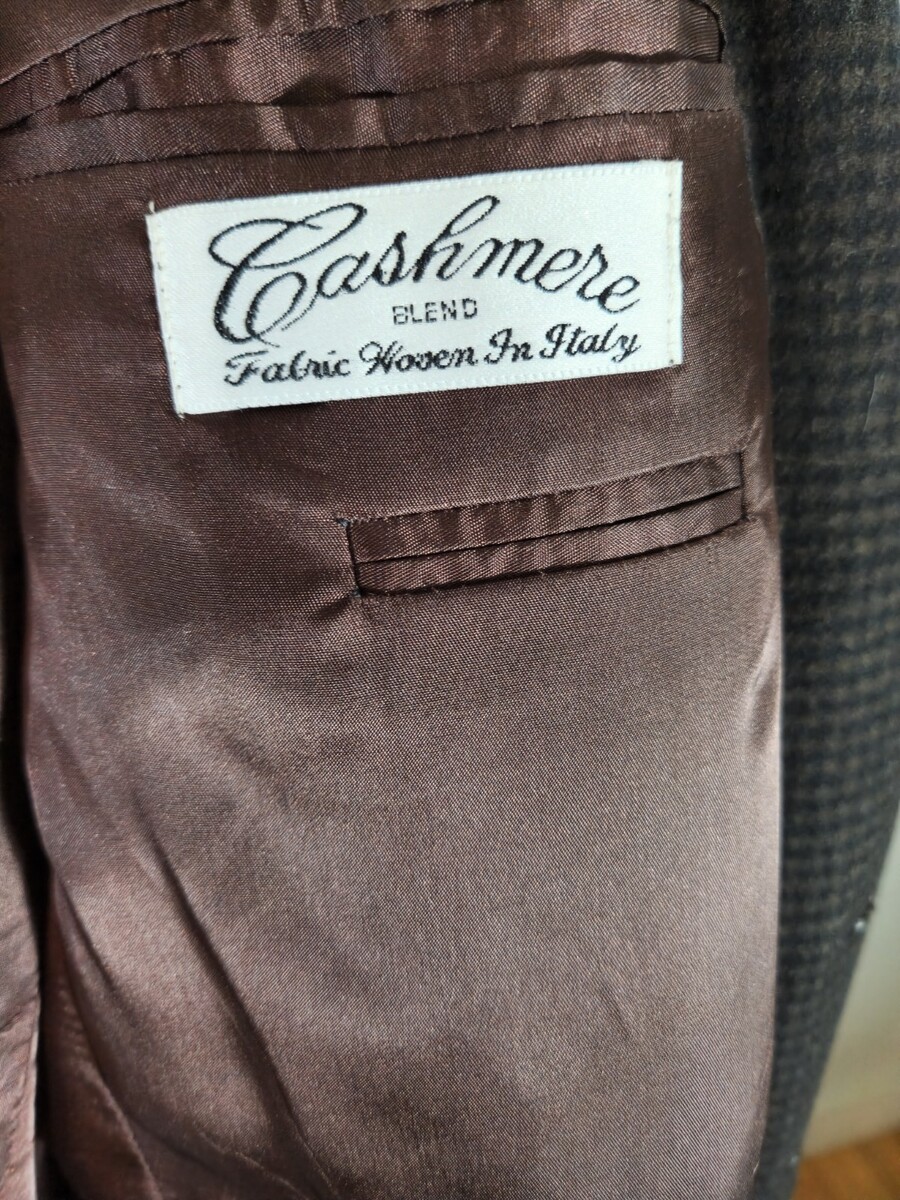 Cashmere
BLEND
Fabric Woven In Italy